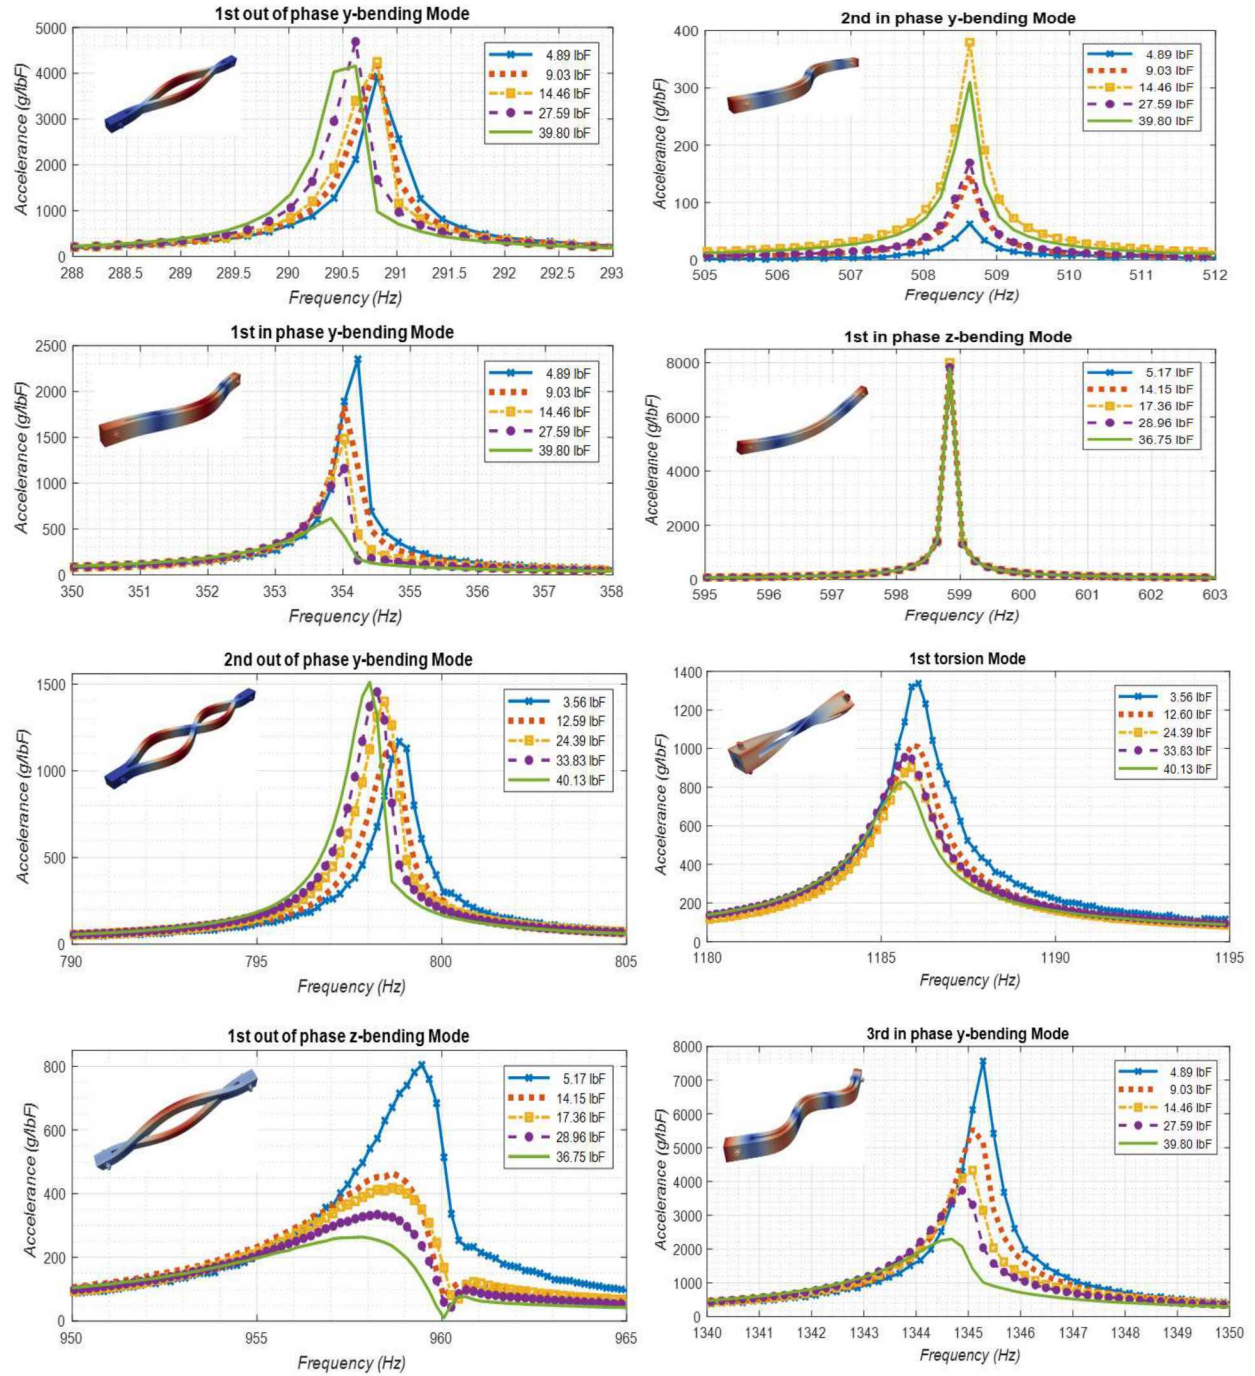 1st out of phase y-bending Mode
Accelerance (g/lbF)
5000
4000
3000
2000
1000
0
4.89 lbF
9.03 lbF
14.46 lbF
27.59 lbF
39.80 lbF
288 288.5 289 289.5 290 290.5 291 291.5 292 292.5 293
Frequency (Hz)
2nd in phase y-bending Mode
Accelerance (g/lbF)
400
300
200
100
0
4.89 lbF
9.03 lbF
14.46 lbF
27.59 lbF
39.80 lbF
505 506 507 508 509 510 511 512
Frequency (Hz)
1st in phase y-bending Mode
Accelerance (g/lbF)
2500
2000
1500
1000
500
0
4.89 lbF
9.03 lbF
14.46 lbF
27.59 lbF
39.80 lbF
350 351 352 353 354 355 356 357 358
Frequency (Hz)
1st in phase z-bending Mode
Accelerance (g/lbF)
8000
6000
4000
2000
0
5.17 lbF
14.15 lbF
17.36 lbF
28.96 lbF
36.75 lbF
595 596 597 598 599 600 601 602 603
Frequency (Hz)
2nd out of phase y-bending Mode
Accelerance (g/lbF)
1500
1000
500
0
3.56 lbF
12.59 lbF
24.39 lbF
33.83 lbF
40.13 lbF
790 795 800 805
Frequency (Hz)
1st torsion Mode
Accelerance (g/lbF)
1400
1200
1000
800
600
400
200
0
3.56 lbF
12.60 lbF
24.39 lbF
33.83 lbF
40.13 lbF
1180 1185 1190 1195
Frequency (Hz)
1st out of phase z-bending Mode
Accelerance (g/lbF)
800
600
400
200
0
5.17 lbF
14.15 lbF
17.36 lbF
28.96 lbF
36.75 lbF
950 955 960 965
Frequency (Hz)
3rd in phase y-bending Mode
Accelerance (g/lbF)
8000
7000
6000
5000
4000
3000
2000
1000
0
4.89 lbF
9.03 lbF
14.46 lbF
27.59 lbF
39.80 lbF
1340 1341 1342 1343 1344 1345 1346 1347 1348 1349 1350
Frequency (Hz)